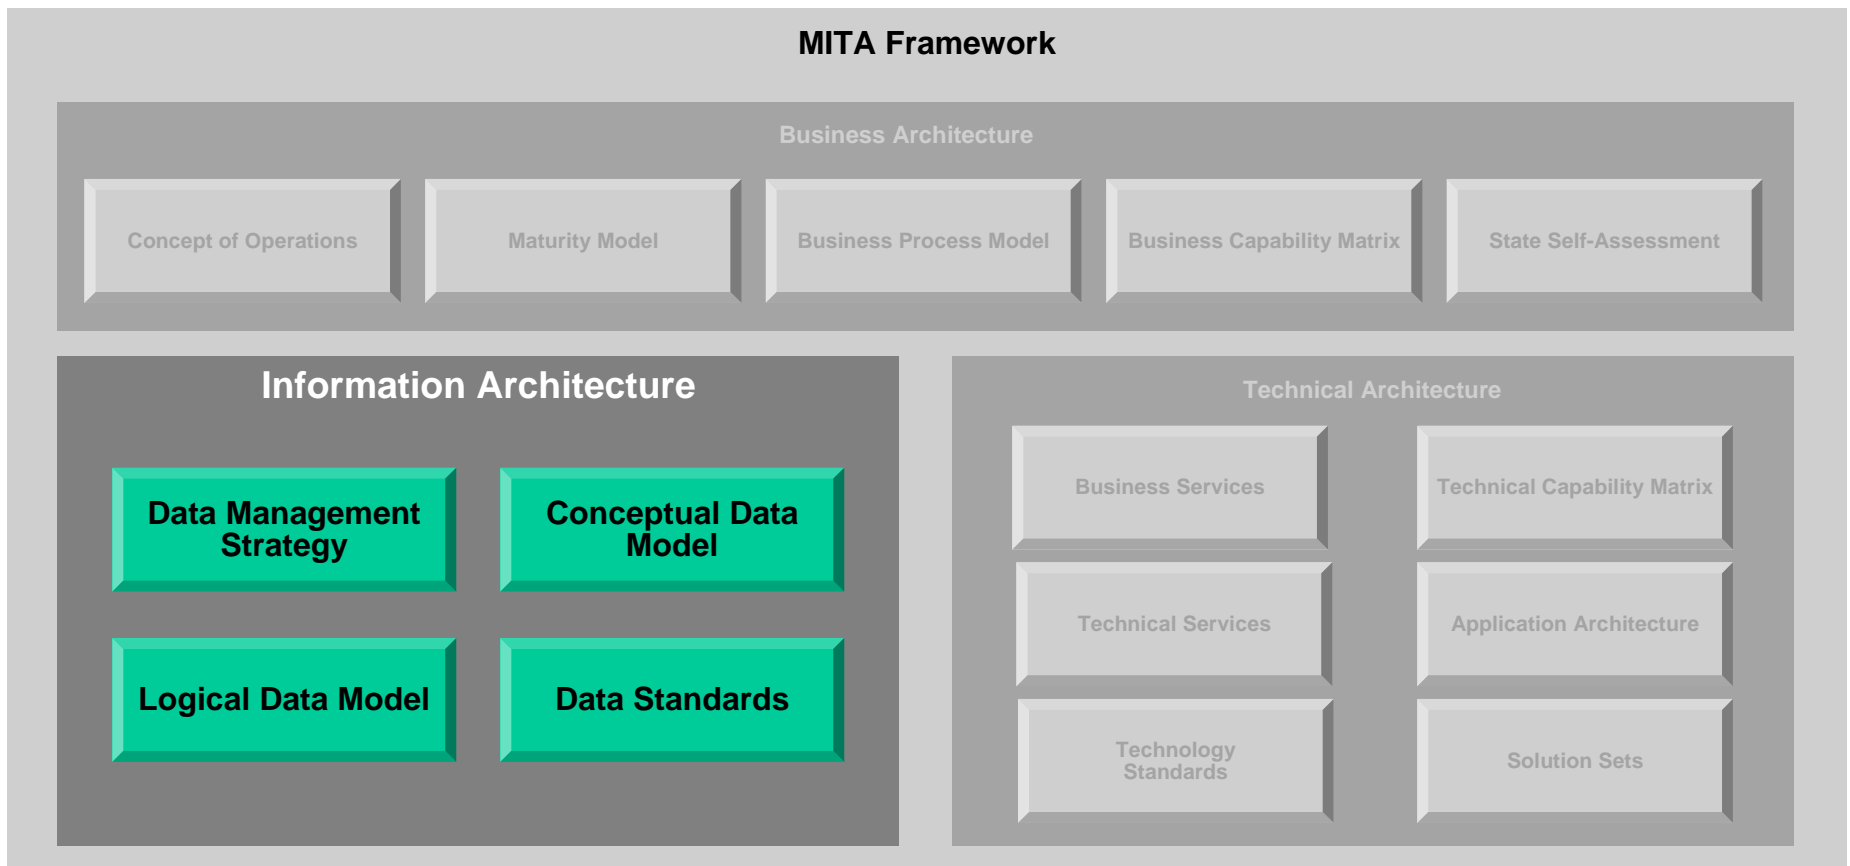 MITA Framework
Business Architecture
Concept of Operations
Maturity Model
Business Process Model
Business Capability Matrix
State Self-Assessment
Information Architecture
Data Management
Strategy
Conceptual Data
Model
Logical Data Model
Data Standards
Technical Architecture
Business Services
Technical Capability Matrix
Technical Services
Application Architecture
Technology
Standards
Solution Sets